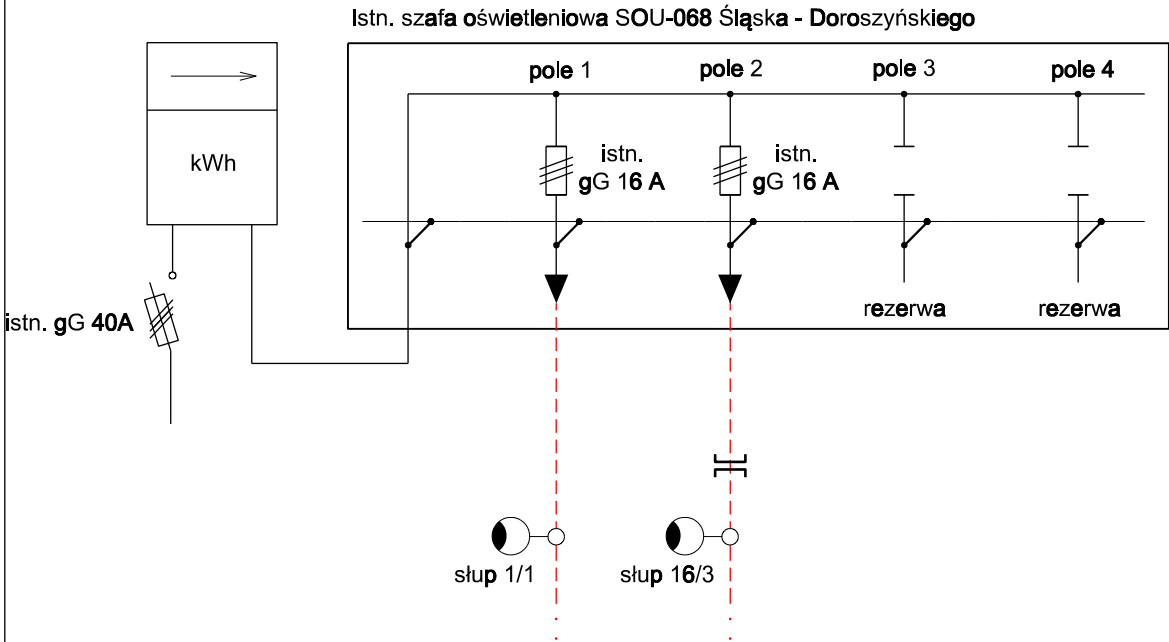 Istn. szafa oświetleniowa SOU-068 Śląska - Doroszyńskiego
pole 1
pole 2
pole 3
pole 4
kWh
istn.
gG 16 A
istn.
gG 16 A
istn. gG 40A
rezerwa
rezerwa
słup 1/1
słup 16/3